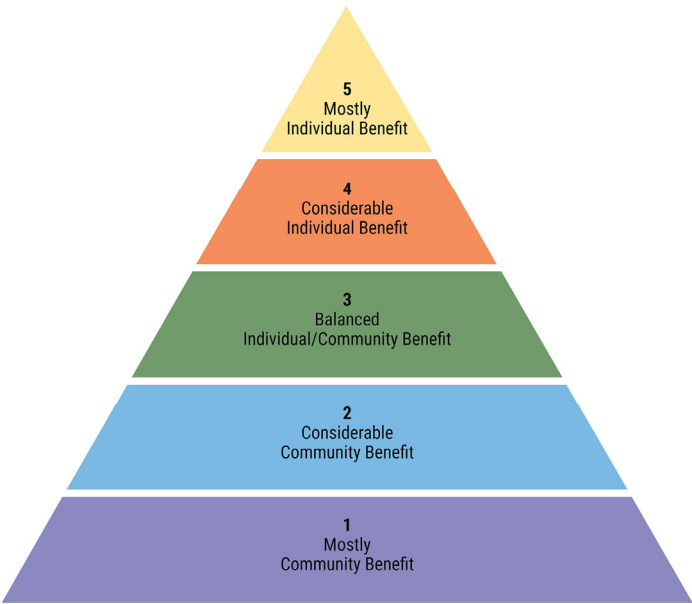 5
Mostly
Individual Benefit
4
Considerable
Individual Benefit
3
Balanced
Individual/Community Benefit
2
Considerable
Community Benefit
1
Mostly
Community Benefit